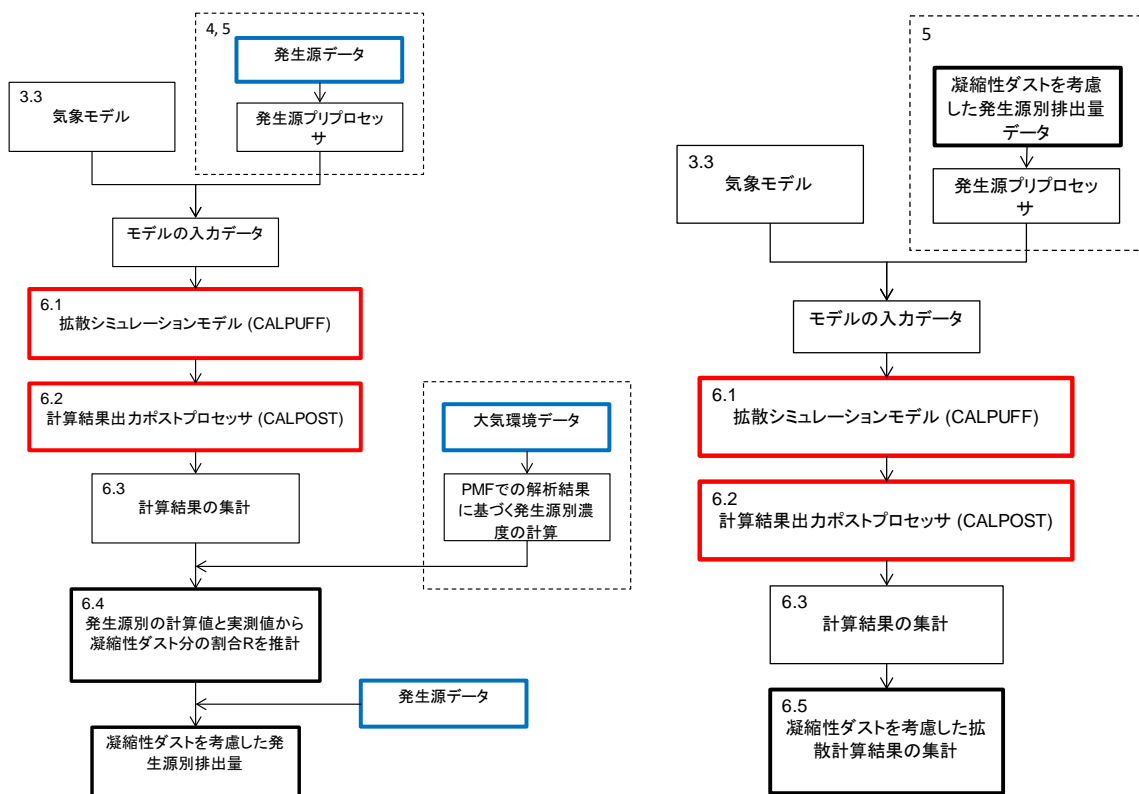 4, 5
発生源データ
発生源プリプロセッ
サ
3.3
気象モデル
モデルの入力データ
6.1
拡散シミュレーションモデル (CALPUFF)
6.2
計算結果出力ポストプロセッサ (CALPOST)
6.3
計算結果の集計
大気環境データ
PMFでの解析結果
に基づく発生源別濃
度の計算
6.4
発生源別の計算値と実測値から
凝縮性ダスト分の割合Rを推計
発生源データ
凝縮性ダストを考慮した発
生源別排出量
5
凝縮性ダストを考慮
した発生源別排出量
データ
発生源プリプロセッ
サ
3.3
気象モデル
モデルの入力データ
6.1
拡散シミュレーションモデル (CALPUFF)
6.2
計算結果出力ポストプロセッサ (CALPOST)
6.3
計算結果の集計
6.5
凝縮性ダストを考慮した拡
散計算結果の集計